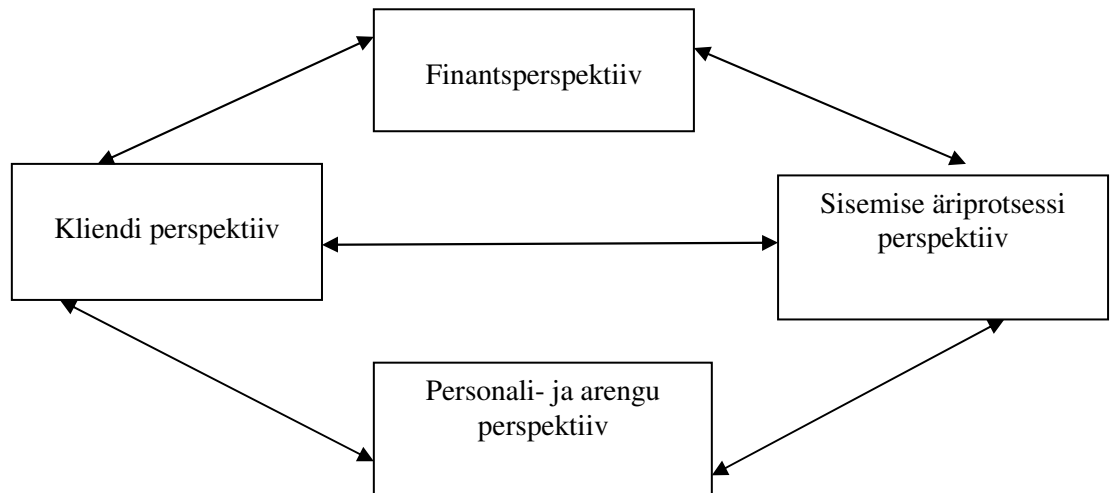 Finantsperspektiiv
Kliendi perspektiiv
Sisemise äriprotsessi
perspektiiv
Personali- ja arengu
perspektiiv